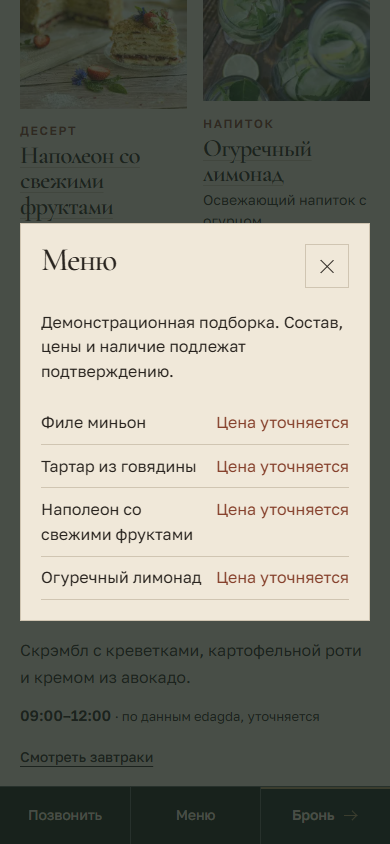 ДЕСЕРТ
Наполеон со
свежими
фруктами
НАПИТОК
Огуречный
лимонад
Освежающий напиток с
огурцом
Меню
Демонстрационная подборка. Состав,
цены и наличие подлежат
подтверждению.
Филе миньон Цена уточняется
Тартар из говядины Цена уточняется
Наполеон со Цена уточняется
свежими фруктами
Огуречный лимонад Цена уточняется
Скрэмбл с креветками, картофельной роти
и кремом из авокадо.
09:00–12:00 · по данным edagda, уточняется
Смотреть завтраки
Позвонить Меню Бронь →